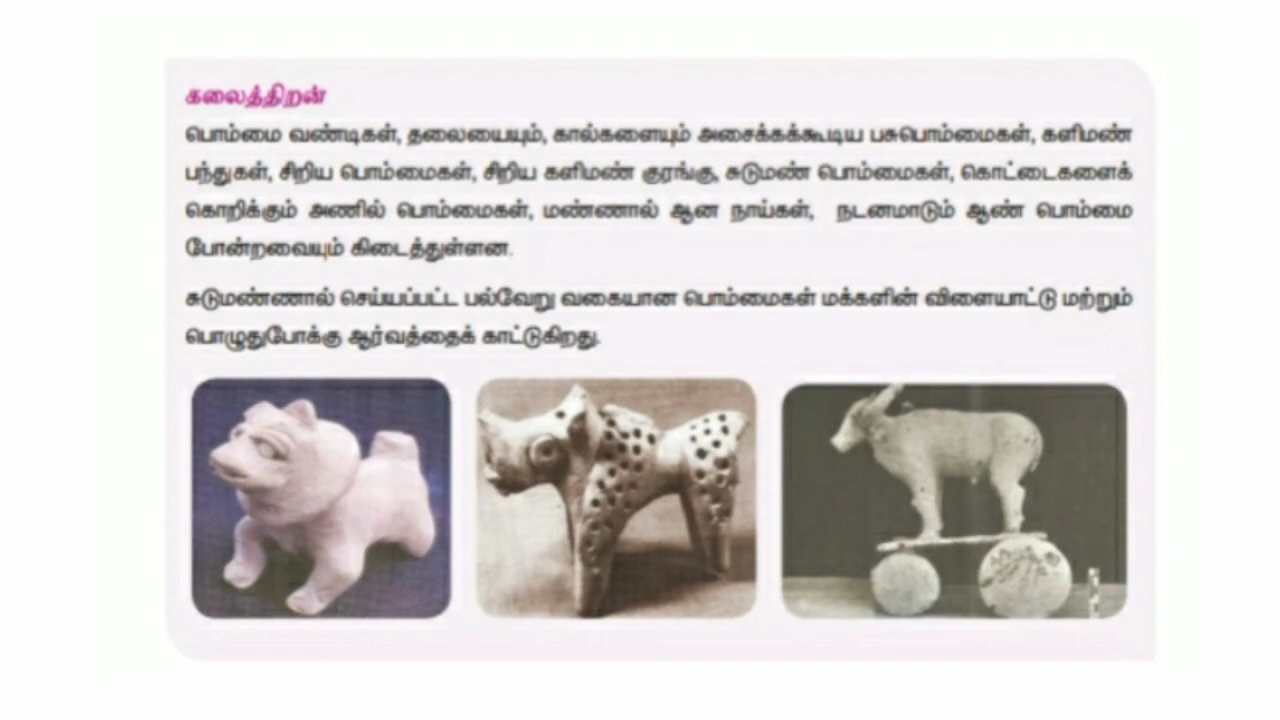 கலைத்திறன்
பொம்மை வண்டிகள், தலையையும், கால்களையும் அசைக்கக்கூடிய பசுபொம்மைகள், களிமண்
பந்துகள், சிறிய பொம்மைகள், சிறிய களிமண் குரங்கு, சுடுமண் பொம்மைகள், கொட்டைகளைக்
கொறிக்கும் அணில் பொம்மைகள், மண்ணால் ஆன நாய்கள், நடனமாடும் ஆண் பொம்மை
போன்றவையும் கிடைத்துள்ளன.
சுடுமண்ணால் செய்யப்பட்ட பல்வேறு வகையான பொம்மைகள் மக்களின் விளையாட்டு மற்றும்
பொழுதுபோக்கு ஆர்வத்தைக் காட்டுகிறது.